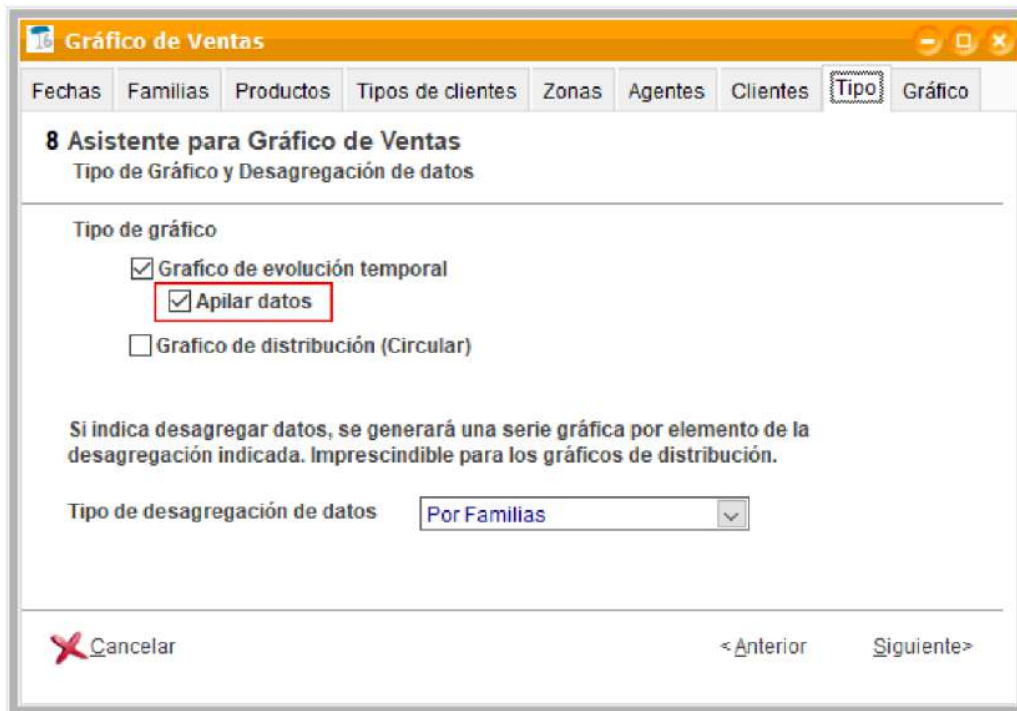 16 Gráfico de Ventas
Fechas Familias Productos Tipos de clientes Zonas Agentes Clientes Tipo Gráfico
8 Asistente para Gráfico de Ventas
Tipo de Gráfico y Desagregación de datos
Tipo de gráfico
Grafico de evolución temporal
Apilar datos
Grafico de distribución (Circular)
Si indica desagregar datos, se generará una serie gráfica por elemento de la
desagregación indicada. Imprescindible para los gráficos de distribución.
Tipo de desagregación de datos Por Familias
Cancelar <Anterior Siguiente>